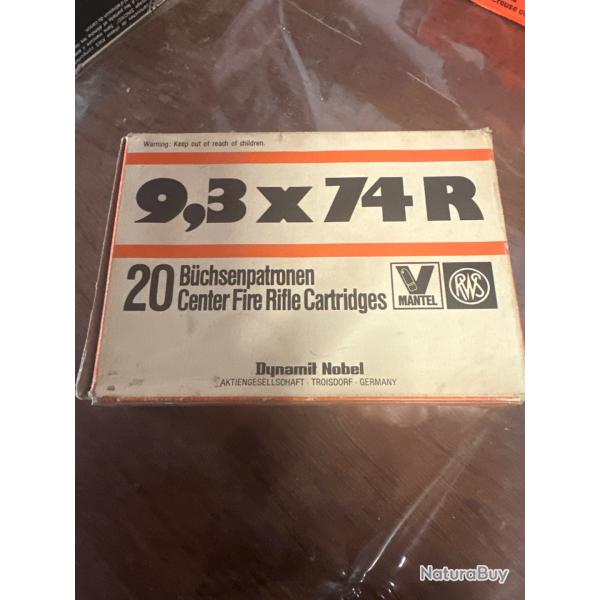 Warning: Keep out of reach of children.
9,3 x 74 R
20 Büchsenpatronen
Center Fire Rifle Cartridges
V
MANTEL
RWS
Dynamit Nobel
AKTIENGESELLSCHAFT · TROISDORF · GERMANY
NaturaBuy